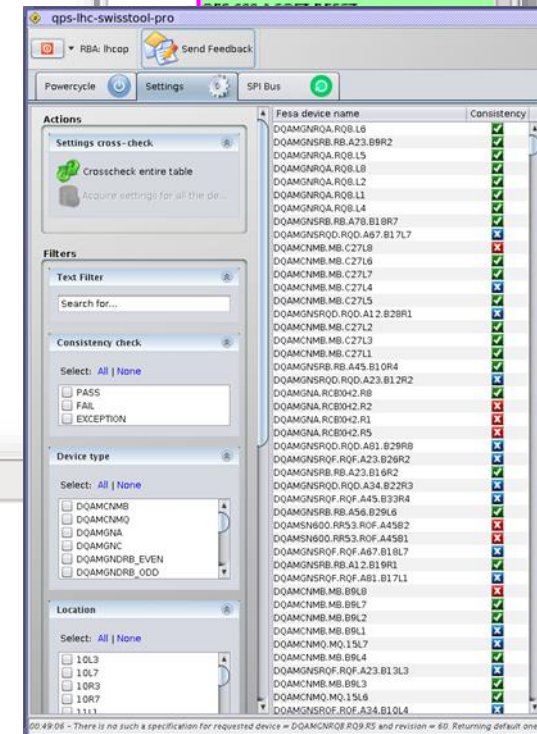 qps-lhc-swisstool-pro
RBA: lhcop
Send Feedback
Powercycle
Settings
SPI Bus
Actions
Settings cross-check
Crosscheck entire table
Acquire settings for all the de...
Filters
Text Filter
Search for...
Consistency check
Select: All | None
PASS
FAIL
EXCEPTION
Device type
Select: All | None
DQAMCNMB
DQAMCNMQ
DQAMGNA
DQAMGNC
DQAMGNDRB_EVEN
DQAMGNDRB_ODD
Location
Select: All | None
10L3
10L7
10R3
10R7
11L1
Fesa device name Consistency
DQAMGNRQA.RQ8.L6
DQAMGNSRB.RB.A23.B9R2
DQAMGNRQA.RQ8.L5
DQAMGNRQA.RQ8.L8
DQAMGNRQA.RQ8.L2
DQAMGNRQA.RQ8.L1
DQAMGNRQA.RQ8.L4
DQAMGNSRB.RB.A78.B18R7
DQAMGNSRQD.RQD.A67.B17L7
DQAMCNMB.MB.C27L8
DQAMCNMB.MB.C27L6
DQAMCNMB.MB.C27L7
DQAMCNMB.MB.C27L4
DQAMCNMB.MB.C27L5
DQAMGNSRQD.RQD.A12.B28R1
DQAMCNMB.MB.C27L2
DQAMCNMB.MB.C27L3
DQAMCNMB.MB.C27L1
DQAMGNSRB.RB.A45.B10R4
DQAMGNSRQD.RQD.A23.B12R2
DQAMGNA.RCBXH2.R8
DQAMGNA.RCBXH2.R2
DQAMGNA.RCBXH2.R1
DQAMGNA.RCBXH2.R5
DQAMGNSRQD.RQD.A81.B29R8
DQAMGNSRQF.RQF.A23.B26R2
DQAMGNSRB.RB.A23.B16R2
DQAMGNSRQD.RQD.A34.B22R3
DQAMGNSRQF.RQF.A45.B33R4
DQAMGNSRB.RB.A56.B29L6
DQAMSN600.RR53.ROF.A45B2
DQAMSN600.RR53.ROF.A45B1
DQAMGNSRQF.RQF.A67.B18L7
DQAMGNSRB.RB.A12.B19R1
DQAMGNSRQF.RQF.A81.B17L1
DQAMCNMB.MB.B9L8
DQAMCNMB.MB.B9L7
DQAMCNMB.MB.B9L2
DQAMCNMB.MB.B9L1
DQAMCNMQ.MQ.15L7
DQAMCNMB.MB.B9L4
DQAMGNSRQF.RQF.A23.B13L3
DQAMCNMB.MB.B9L3
DQAMCNMQ.MQ.15L6
DQAMGNSROF.ROF.A34.B10L4
00:49:06 - There is no such a specification for requested device = DQAMCNRQ8.RQ9.R5 and revision = 60. Returning default one